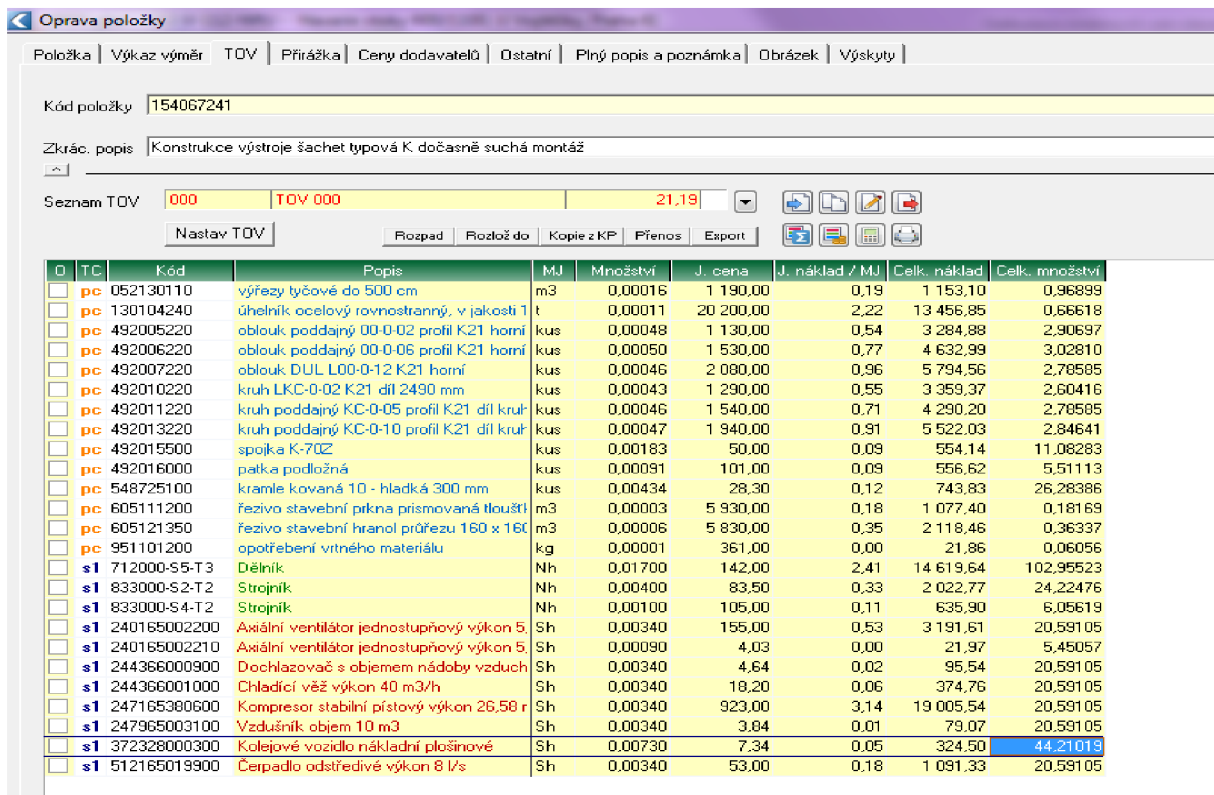 Oprava položky
Položka Výkaz výměr TOV Přirážka Ceny dodavatelů Ostatní Plný popis a poznámka Obrázek Výskyty
Kód položky 154067241
Zkrác. popis Konstrukce výstroje šachet typová K dočasně suchá montáž
Seznam TOV 000 TOV 000 21,19
Nastav TOV Rozpad Rozlož do Kopie z KP Přenos Export
O TC Kód Popis MJ Množství J. cena J. náklad / MJ Celk. náklad Celk. množství
pc 052130110 výřezy tyčové do 500 cm m3 0,00016 1 190,00 0,19 1 153,10 0,96899
pc 130104240 úhelník ocelový rovnostranný, v jakosti 1 t 0,00011 20 200,00 2,22 13 456,85 0,66618
pc 492005220 oblouk poddajný 00-0-02 profil K21 horní kus 0,00048 1 130,00 0,54 3 284,88 2,90697
pc 492006220 oblouk poddajný 00-0-06 profil K21 horní kus 0,00050 1 530,00 0,77 4 632,99 3,02810
pc 492007220 oblouk DUL L00-0-12 K21 horní kus 0,00046 2 080,00 0,96 5 794,56 2,78585
pc 492010220 kruh LKC-0-02 K21 díl 2490 mm kus 0,00043 1 290,00 0,55 3 359,37 2,60416
pc 492011220 kruh poddajný KC-0-05 profil K21 díl kruh kus 0,00046 1 540,00 0,71 4 290,20 2,78585
pc 492013220 kruh poddajný KC-0-10 profil K21 díl kruh kus 0,00047 1 940,00 0,91 5 522,03 2,84641
pc 492015500 spojka K-70Z kus 0,00183 50,00 0,09 554,14 11,08283
pc 492016000 patka podložná kus 0,00091 101,00 0,09 556,62 5,51113
pc 548725100 kramle kovaná 10 - hladká 300 mm kus 0,00434 28,30 0,12 743,83 26,28386
pc 605111200 řezivo stavební prkna prismovaná tloušťk m3 0,00003 5 930,00 0,18 1 077,40 0,18169
pc 605121350 řezivo stavební hranol průřezu 160 x 160 m3 0,00006 5 830,00 0,35 2 118,46 0,36337
pc 951101200 opotřebení vrtného materiálu kg 0,00001 361,00 0,00 21,86 0,06056
s1 712000-S5-T3 Dělník Nh 0,01700 142,00 2,41 14 619,64 102,95523
s1 833000-S2-T2 Strojník Nh 0,00400 83,50 0,33 2 022,77 24,22476
s1 833000-S4-T2 Strojník Nh 0,00100 105,00 0,11 635,90 6,05619
s1 240165002200 Axiální ventilátor jednostupňový výkon 5, Sh 0,00340 155,00 0,53 3 191,61 20,59105
s1 240165002210 Axiální ventilátor jednostupňový výkon 5, Sh 0,00090 4,03 0,00 21,97 5,45057
s1 244366000900 Dochlazovač s objemem nádoby vzduch Sh 0,00340 4,64 0,02 95,54 20,59105
s1 244366001000 Chladící věž výkon 40 m3/h Sh 0,00340 18,20 0,06 374,76 20,59105
s1 247165380600 Kompresor stabilní pístový výkon 26,58 r Sh 0,00340 923,00 3,14 19 005,54 20,59105
s1 247965003100 Vzdušník objem 10 m3 Sh 0,00340 3,84 0,01 79,07 20,59105
s1 372328000300 Kolejové vozidlo nákladní plošinové Sh 0,00730 7,34 0,05 324,50 44,21019
s1 512165019900 Čerpadlo odstředivé výkon 8 l/s Sh 0,00340 53,00 0,18 1 091,33 20,59105